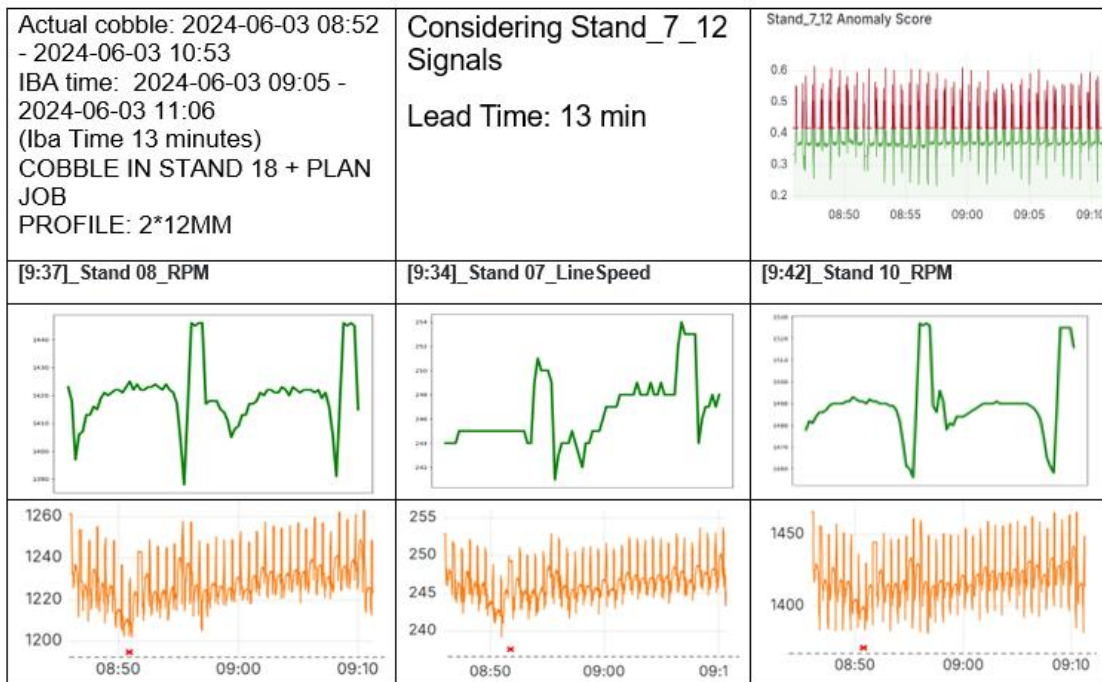 Actual cobble: 2024-06-03 08:52
- 2024-06-03 10:53
IBA time:  2024-06-03 09:05 -
2024-06-03 11:06
(Iba Time 13 minutes)
COBBLE IN STAND 18 + PLAN
JOB
PROFILE: 2*12MM
Considering Stand_7_12
Signals
Lead Time: 13 min
Stand_7_12 Anomaly Score
0.6
0.5
0.4
0.3
0.2
08:50 08:55 09:00 09:05 09:10
[9:37]_Stand 08_RPM
[9:34]_Stand 07_LineSpeed
[9:42]_Stand 10_RPM
1260
1240
1220
1200
08:50 09:00 09:10
255
250
245
240
08:50 09:00 09:1
1450
1400
08:50 09:00 09:10